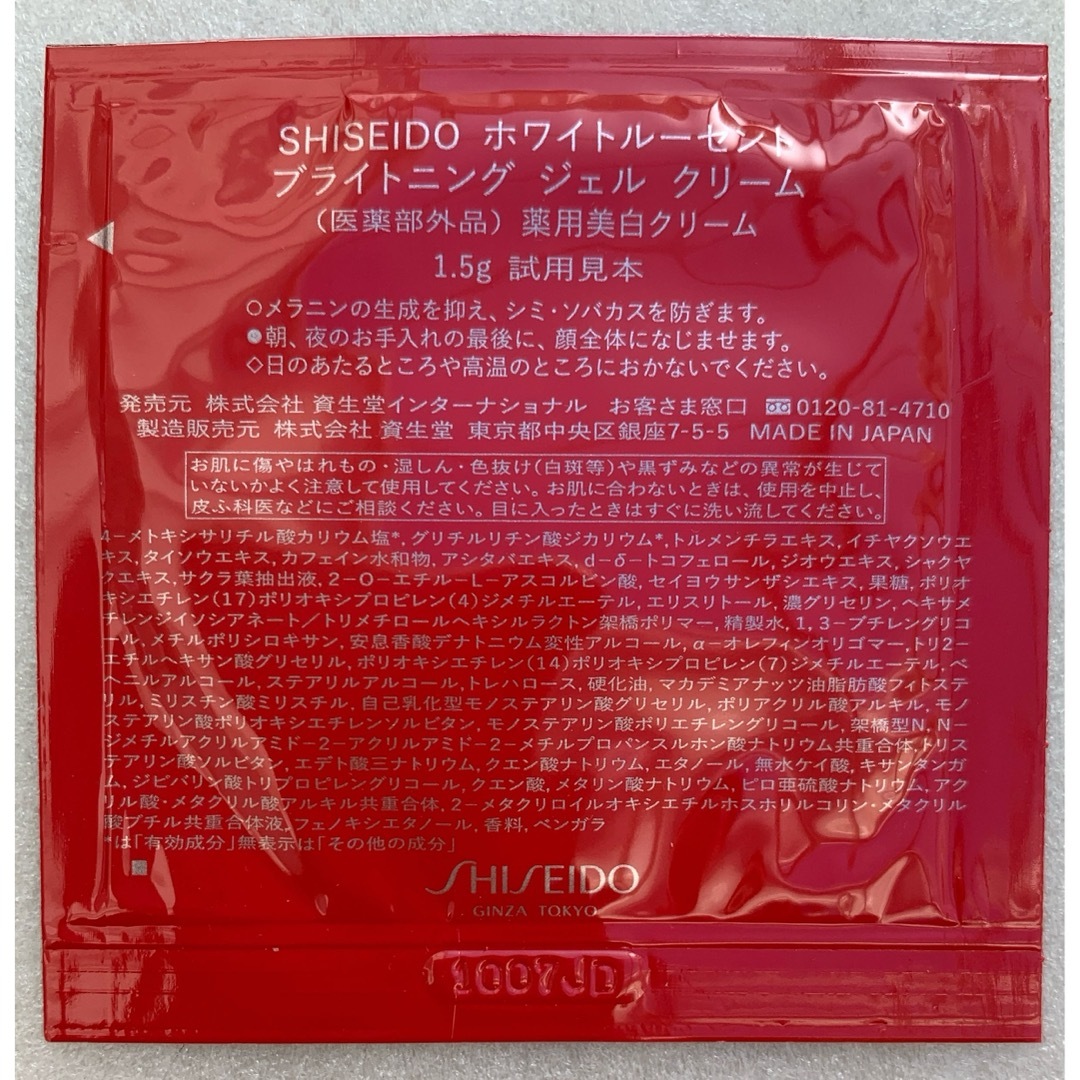 SHISEIDO ホワイトルーセント
ブライトニング ジェル クリーム
（医薬部外品）薬用美白クリーム
1.5g 試用見本
○メラニンの生成を抑え、シミ・ソバカスを防ぎます。
●朝、夜のお手入れの最後に、顔全体になじませます。
◇日のあたるところや高温のところにおかないでください。
発売元 株式会社 資生堂インターナショナル お客さま窓口 0120-81-4710
製造販売元 株式会社 資生堂 東京都中央区銀座7-5-5 MADE IN JAPAN
お肌に傷やはれもの・湿しん・色抜け(白斑等)や黒ずみなどの異常が生じて
いないかよく注意して使用してください。お肌に合わないときは、使用を中止し、
皮ふ科医などにご相談ください。目に入ったときはすぐに洗い流してください。
4-メトキシサリチル酸カリウム塩*,グリチルリチン酸ジカリウム*,トルメンチラエキス,イチヤクソウエ
キス,タイソウエキス,カフェイン水和物,アシタバエキス,d-δ-トコフェロール,ジオウエキス,シャクヤ
クエキス,サクラ葉抽出液,2-O-エチル-L-アスコルビン酸,セイヨウサンザシエキス,果糖,ポリオ
キシエチレン(17)ポリオキシプロピレン(4)ジメチルエーテル,エリスリトール,濃グリセリン,ヘキサメ
チレンジイソシアネート/トリメチロールヘキシルラクトン架橋ポリマー,精製水,1,3-ブチレングリコ
ール,メチルポリシロキサン,安息香酸デナトニウム変性アルコール,α-オレフィンオリゴマー,トリ2-
エチルヘキサン酸グリセリル,ポリオキシエチレン(14)ポリオキシプロピレン(7)ジメチルエーテル,ベ
ヘニルアルコール,ステアリルアルコール,トレハロース,硬化油,マカデミアナッツ油脂肪酸フィトステ
リル,ミリスチン酸ミリスチル,自己乳化型モノステアリン酸グリセリル,ポリアクリル酸アルキル,モノ
ステアリン酸ポリオキシエチレンソルビタン,モノステアリン酸ポリエチレングリコール,架橋型N,N-
ジメチルアクリルアミド-2-アクリルアミド-2-メチルプロパンスルホン酸ナトリウム共重合体,トリス
テアリン酸ソルビタン,エデト酸三ナトリウム,クエン酸ナトリウム,エタノール,無水ケイ酸,キサンタンガ
ム,ジピバリン酸トリプロピレングリコール,クエン酸,メタリン酸ナトリウム,ピロ亜硫酸ナトリウム,アク
リル酸・メタクリル酸アルキル共重合体,2-メタクリロイルオキシエチルホスホリルコリン・メタクリル
酸ブチル共重合体液,フェノキシエタノール,香料,ベンガラ
*は「有効成分」無表示は「その他の成分」
SHISEIDO
GINZA TOKYO
1007JD